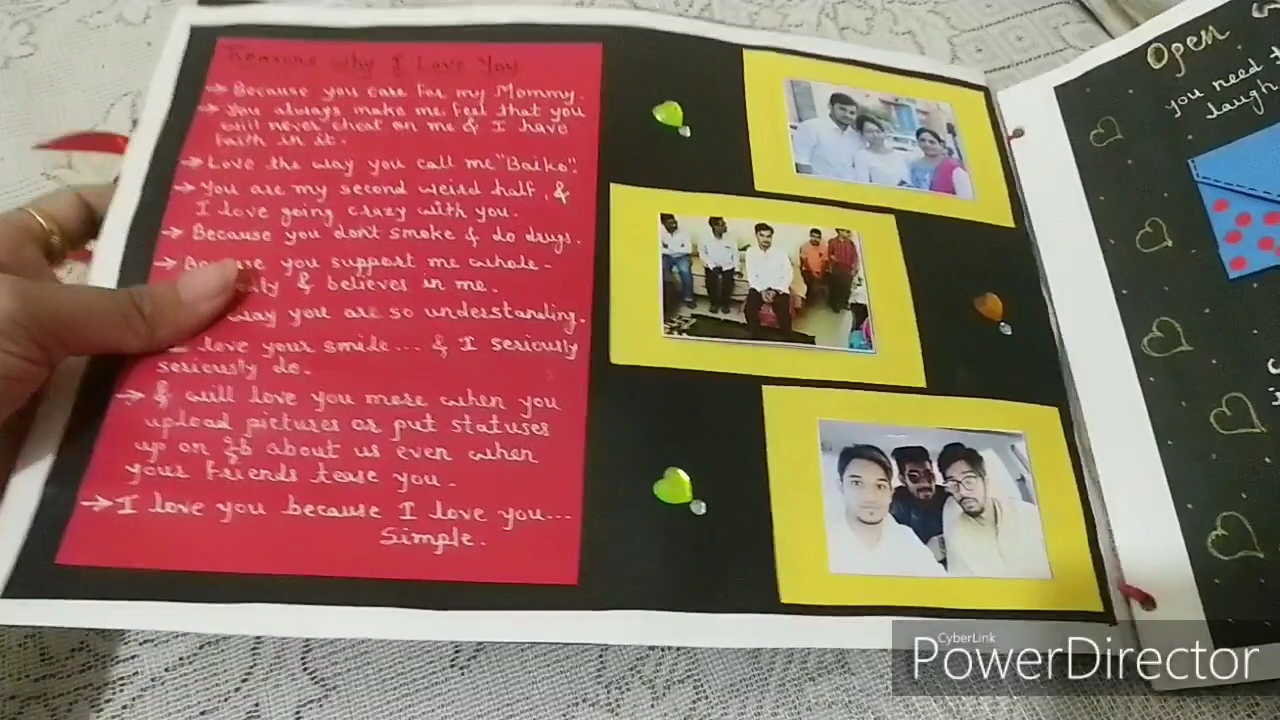 Reasons why I Love You
→ Because you care for my Mommy.
→ You always make me feel that you
will never cheat on me & I have
faith in it.
→ Love the way you call me "Baiko".
→ You are my second weird half, &
I love going crazy with you.
→ Because you don't smoke & do drugs.
→ Because you support me whole-
& believes in me.
way you are so understanding.
I love your smile... & I seriously
seriously do.
→ & will love you more when you
upload pictures or put statuses
up on fb about us even when
your friends tease you.
→ I love you because I love you...
Simple.
Open
you need
laugh
CyberLink
PowerDirector